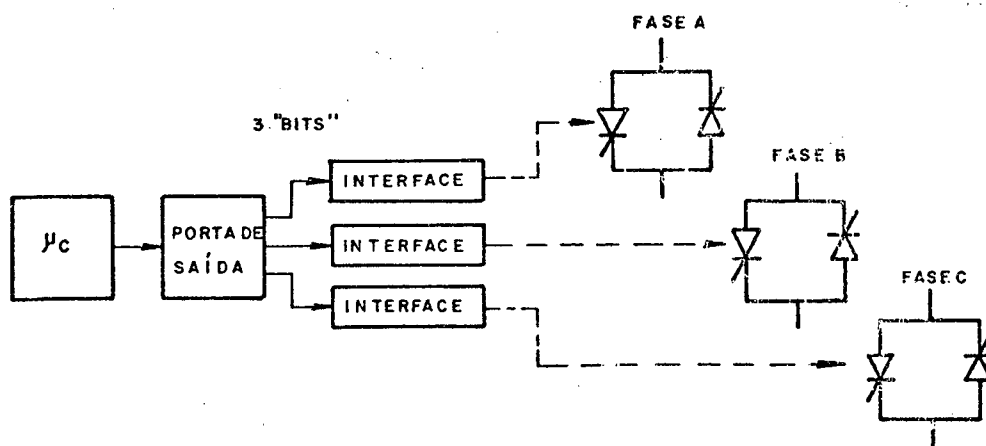 FASE A
3 "BITS"
INTERFACE
FASE B
µc
PORTA DE
SAÍDA
INTERFACE
FASE C
INTERFACE